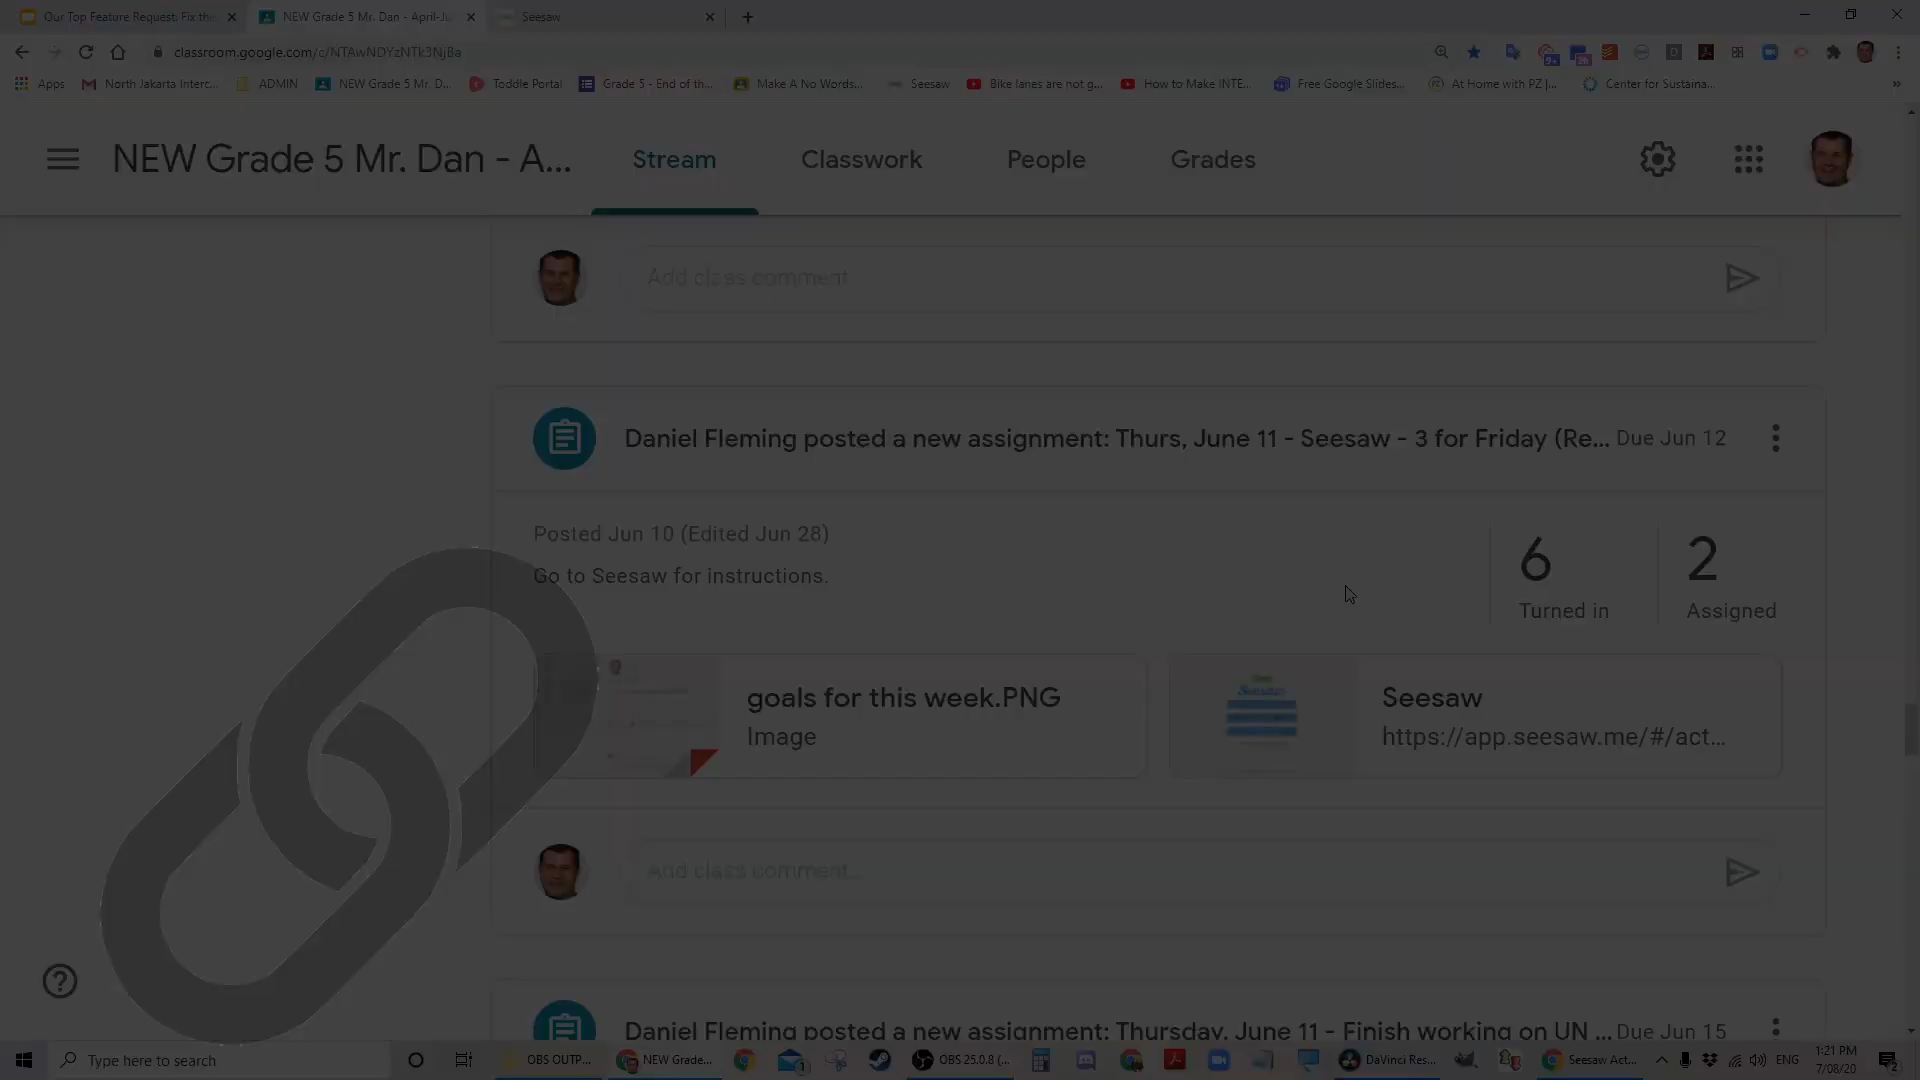 Our Top Feature Request: Fix the
NEW Grade 5 Mr. Dan - April-Ju
Seesaw
classroom.google.com/c/NTAwNDYzNTk3NjBa
Apps
North Jakarta Interc...
ADMIN
NEW Grade 5 Mr. D...
Toddle Portal
Grade 5 - End of th...
Make A No Words...
Seesaw
Bike lanes are not g...
How to Make INTE...
Free Google Slides...
At Home with PZ |...
Center for Sustaina...
NEW Grade 5 Mr. Dan - A...
Stream
Classwork
People
Grades
Add class comment
Daniel Fleming posted a new assignment: Thurs, June 11 - Seesaw - 3 for Friday (Re... Due Jun 12
Posted Jun 10 (Edited Jun 28)
Go to Seesaw for instructions.
6
Turned in
2
Assigned
goals for this week.PNG
Image
Seesaw
https://app.seesaw.me/#/act...
Add class comment...
Daniel Fleming posted a new assignment: Thursday, June 11 - Finish working on UN ... Due Jun 15
Type here to search
OBS OUTP...
NEW Grade...
OBS 25.0.8 (...
DaVinci Res...
Seesaw Act...
ENG
1:21 PM
7/08/20